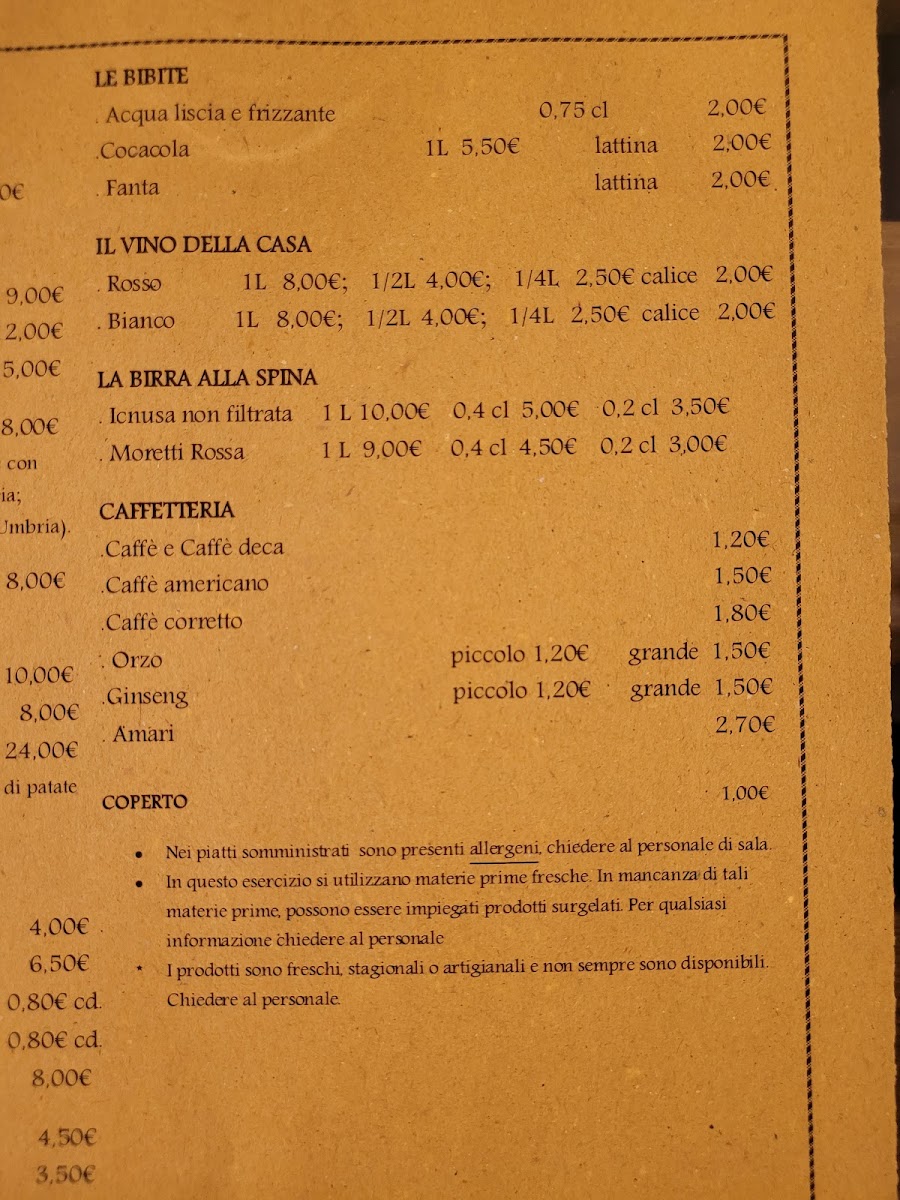 LE BIBITE
. Acqua liscia e frizzante 0,75 cl 2,00€
.Cocacola 1L 5,50€ lattina 2,00€
. Fanta lattina 2,00€
IL VINO DELLA CASA
. Rosso 1L 8,00€; 1/2L 4,00€; 1/4L 2,50€ calice 2,00€
. Bianco 1L 8,00€; 1/2L 4,00€; 1/4L 2,50€ calice 2,00€
LA BIRRA ALLA SPINA
. Icnusa non filtrata 1 L 10,00€ 0,4 cl 5,00€ 0,2 cl 3,50€
. Moretti Rossa 1 L 9,00€ 0,4 cl 4,50€ 0,2 cl 3,00€
CAFFETTERIA
.Caffè e Caffè deca 1,20€
.Caffè americano 1,50€
.Caffè corretto 1,80€
. Orzo piccolo 1,20€ grande 1,50€
.Ginseng piccolo 1,20€ grande 1,50€
. Amari 2,70€
COPERTO 1,00€
• Nei piatti somministrati sono presenti allergeni, chiedere al personale di sala.
• In questo esercizio si utilizzano materie prime fresche. In mancanza di tali
materie prime, possono essere impiegati prodotti surgelati. Per qualsiasi
informazione chiedere al personale
* I prodotti sono freschi, stagionali o artigianali e non sempre sono disponibili.
Chiedere al personale.
0€
9,00€
2,00€
5,00€
8,00€
con
ia;
Umbria).
8,00€
10,00€
8,00€
24,00€
di patate
4,00€
6,50€
0,80€ cd.
0,80€ cd.
8,00€
4,50€
3,50€